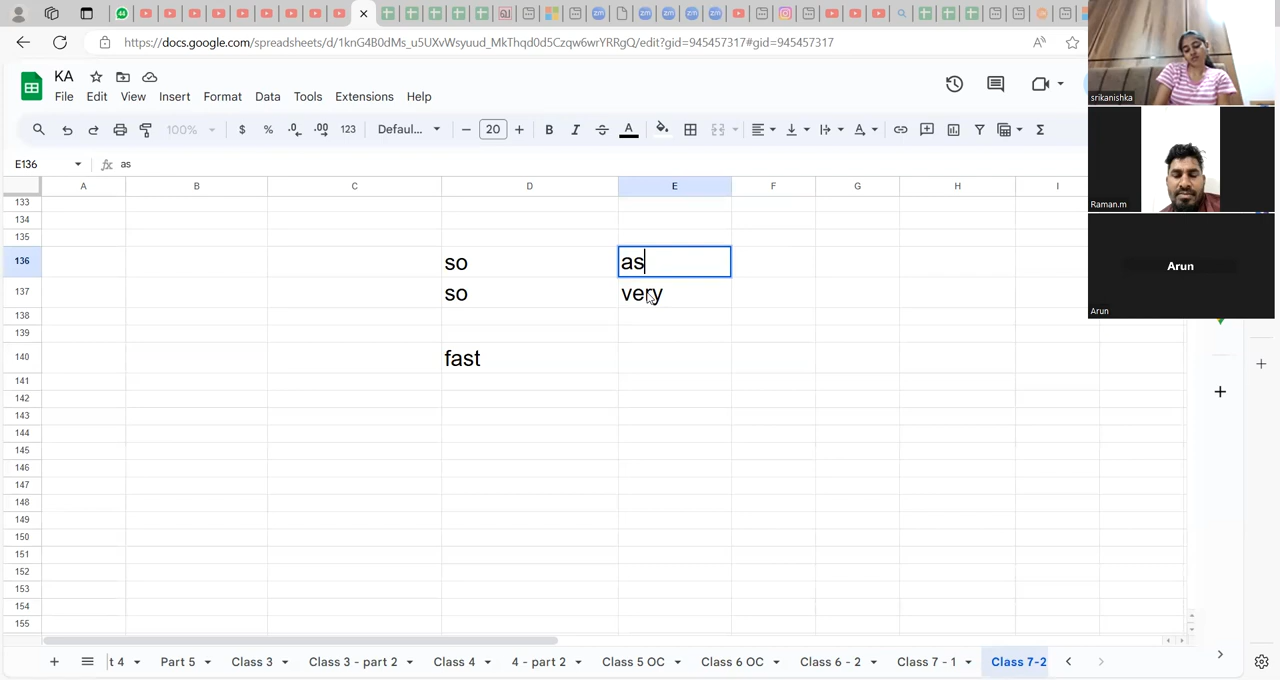 https://docs.google.com/spreadsheets/d/1knG4B0dMs_u5UXvWsyuud_MkThqd0d5Czqw6wrYRRgQ/edit?gid=945457317#gid=945457317
KA
File Edit View Insert Format Data Tools Extensions Help
100% $ % .0 .00 123 Defaul... 20 B I A
E136 fx as
A B C D E F G H I
133
134
135
136 so as
137 so very
138
139
140 fast
141
142
143
144
145
146
147
148
149
150
151
152
153
154
155
t 4 Part 5 Class 3 Class 3 - part 2 Class 4 4 - part 2 Class 5 OC Class 6 OC Class 6 - 2 Class 7 - 1 Class 7-2
srikanishka
Raman.m
Arun
Arun